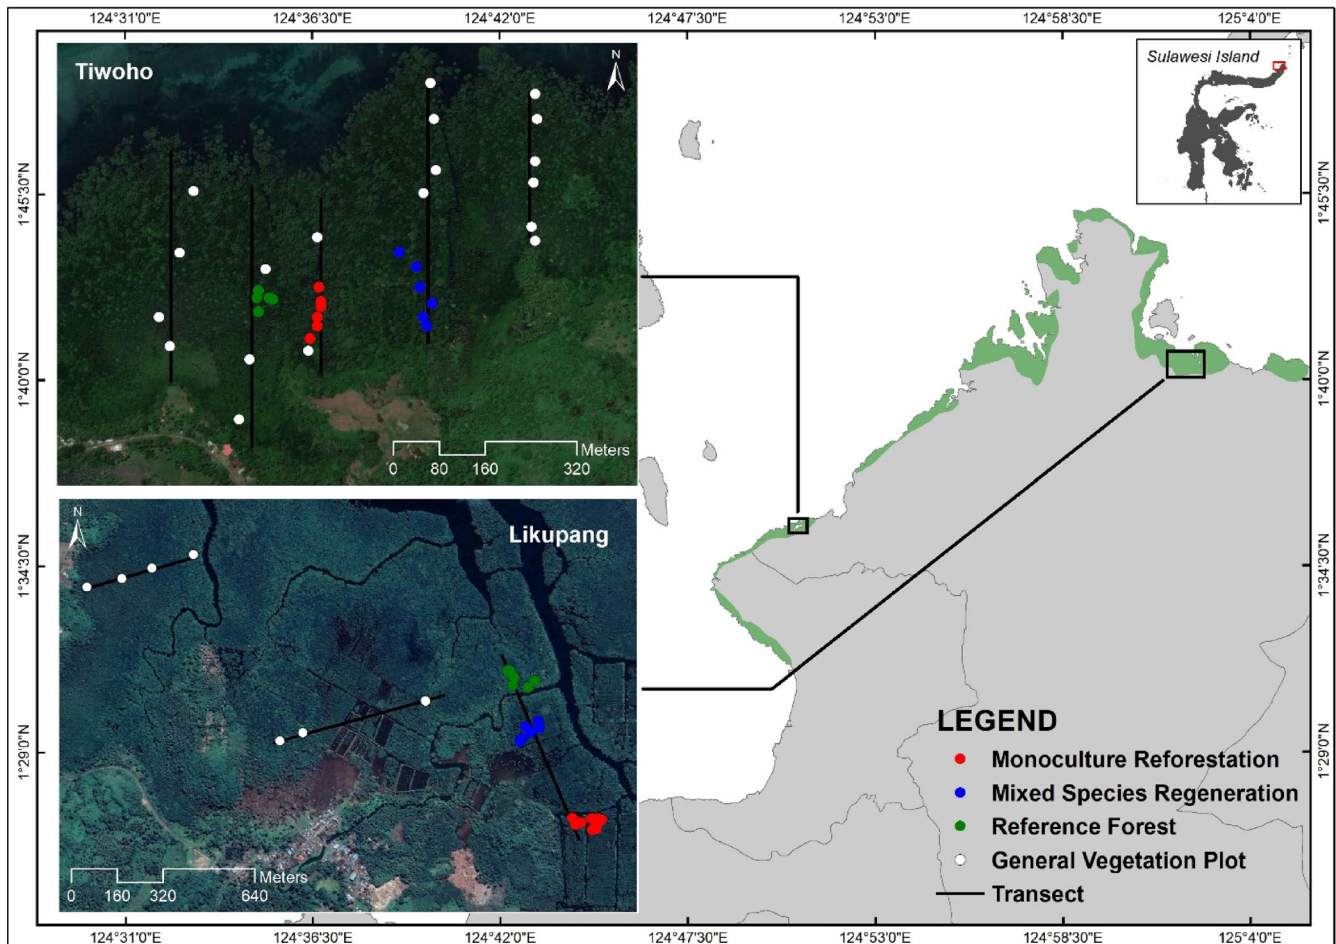 124°31'0"E 124°36'30"E 124°42'0"E 124°47'30"E 124°53'0"E 124°58'30"E 125°4'0"E
Sulawesi Island
Tiwoho
N
1°45'30"N
1°45'30"N
1°40'0"N
1°40'0"N
Meters
0 80 160 320
N
Likupang
1°34'30"N
1°34'30"N
1°29'0"N
1°29'0"N
Meters
0 160 320 640
LEGEND
Monoculture Reforestation
Mixed Species Regeneration
Reference Forest
General Vegetation Plot
Transect
124°31'0"E 124°36'30"E 124°42'0"E 124°47'30"E 124°53'0"E 124°58'30"E 125°4'0"E